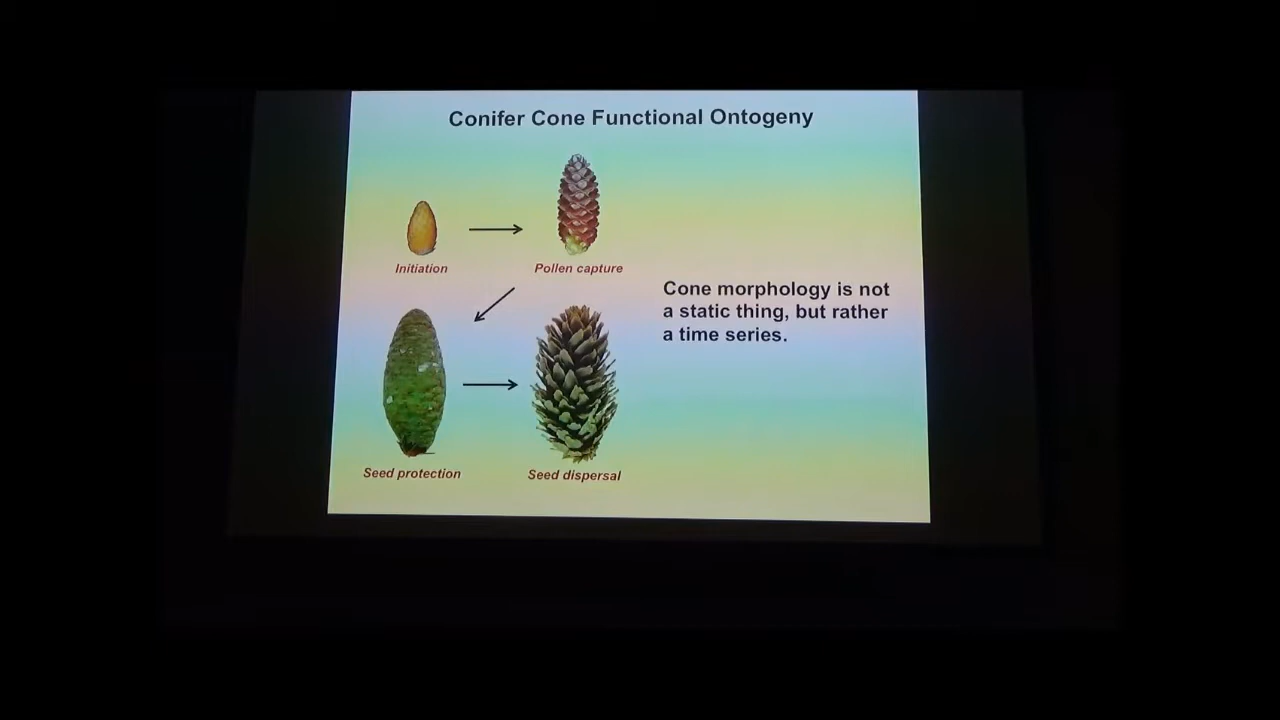 Conifer Cone Functional Ontogeny
Initiation
Pollen capture
Cone morphology is not
a static thing, but rather
a time series.
Seed protection
Seed dispersal